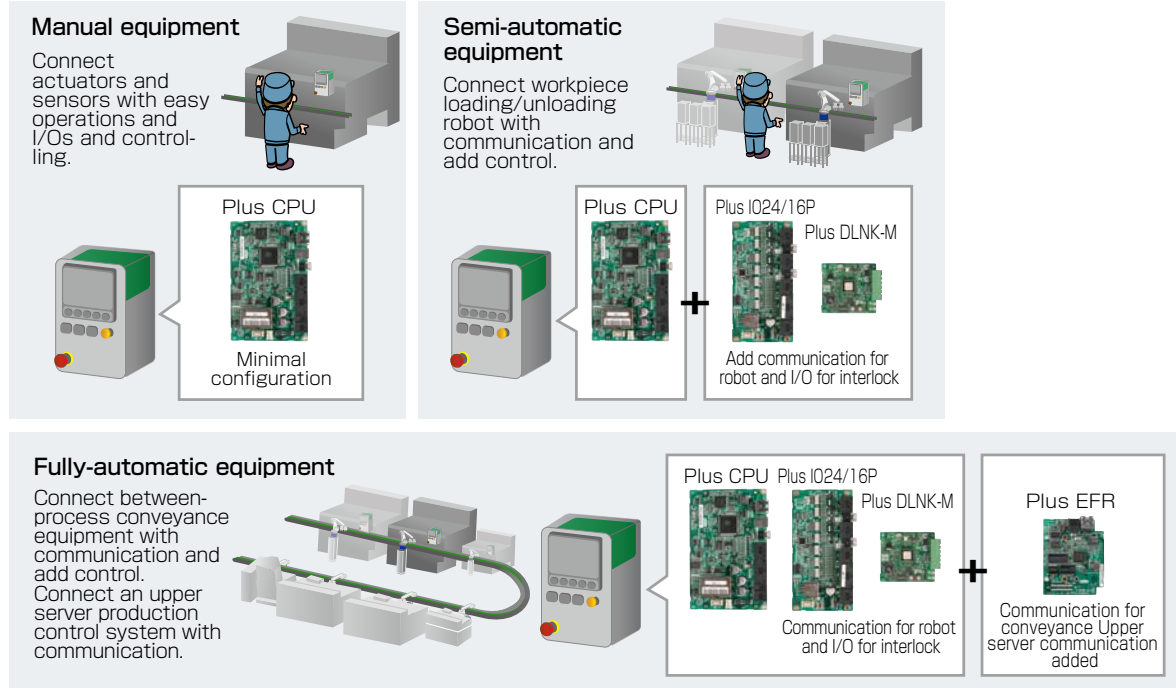 Manual equipment
Connect
actuators and
sensors with easy
operations and
I/Os and control-
ling.
Plus CPU
Minimal
configuration
Semi-automatic
equipment
Connect workpiece
loading/unloading
robot with
communication and
add control.
Plus CPU
Plus IO24/16P
Plus DLNK-M
Add communication for
robot and I/O for interlock
Fully-automatic equipment
Connect between-
process conveyance
equipment with
communication and
add control.
Connect an upper
server production
control system with
communication.
Plus CPU
Plus IO24/16P
Plus DLNK-M
Communication for robot
and I/O for interlock
Plus EFR
Communication for
conveyance Upper
server communication
added